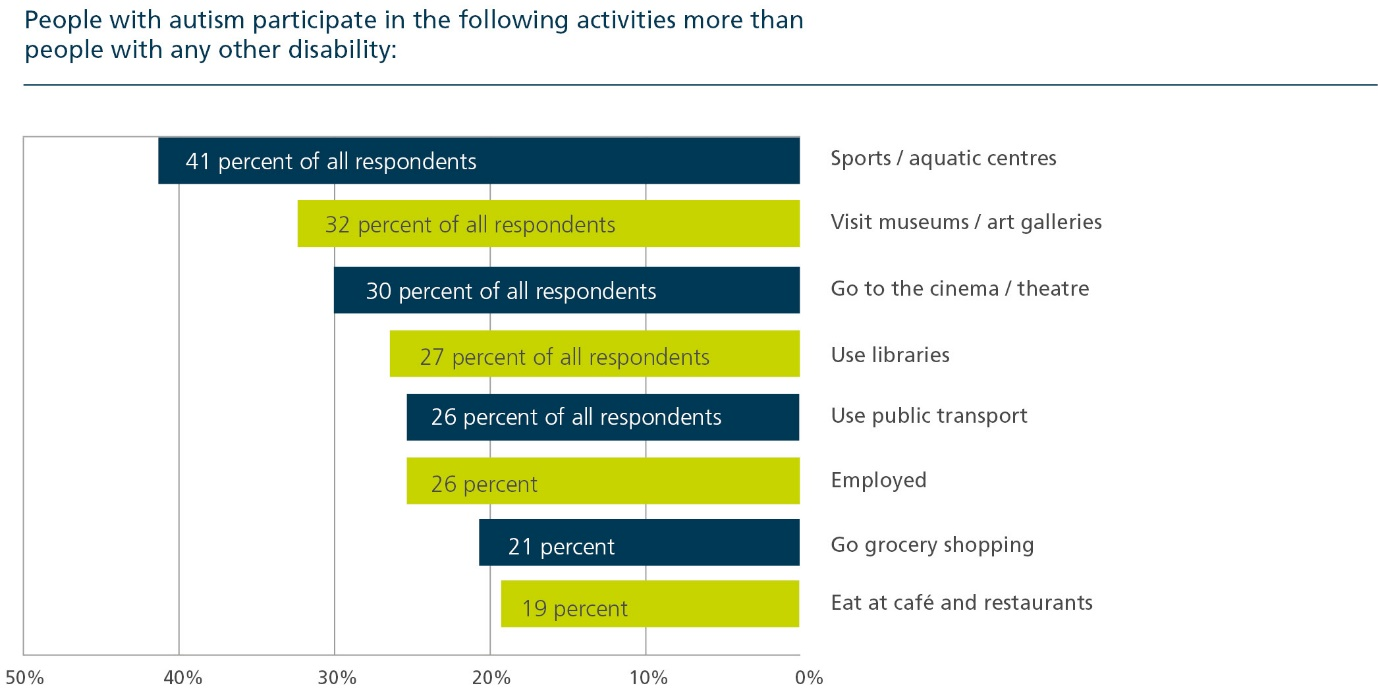 People with autism participate in the following activities more than
people with any other disability:
41 percent of all respondents
Sports / aquatic centres
32 percent of all respondents
Visit museums / art galleries
30 percent of all respondents
Go to the cinema / theatre
27 percent of all respondents
Use libraries
26 percent of all respondents
Use public transport
26 percent
Employed
21 percent
Go grocery shopping
19 percent
Eat at café and restaurants
50% 40% 30% 20% 10% 0%